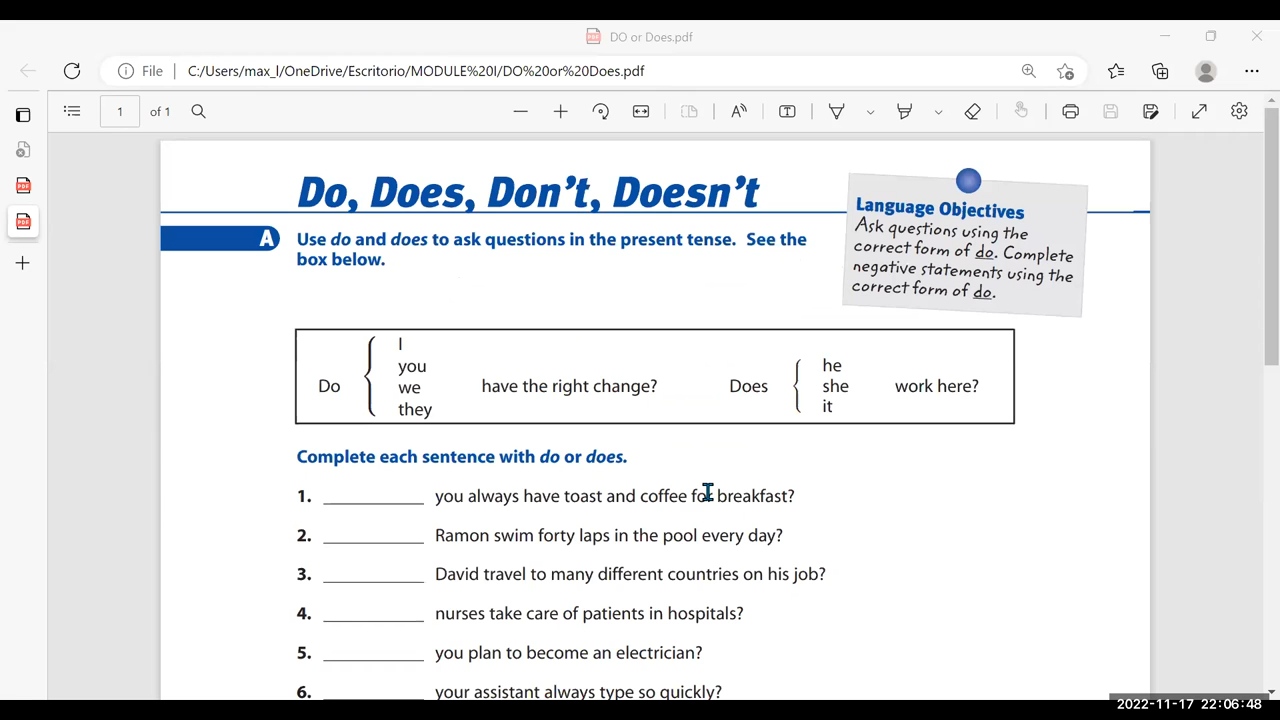 DO or Does.pdf
File C:/Users/max_l/OneDrive/Escritorio/MODULE%20I/DO%20or%20Does.pdf
1 of 1
Do, Does, Don't, Doesn't
Language Objectives
Ask questions using the
correct form of do. Complete
negative statements using the
correct form of do.
A Use do and does to ask questions in the present tense. See the
box below.
I
you
we
they
Do have the right change?
he
she
it
Does work here?
Complete each sentence with do or does.
1. ____________ you always have toast and coffee for breakfast?
2. ____________ Ramon swim forty laps in the pool every day?
3. ____________ David travel to many different countries on his job?
4. ____________ nurses take care of patients in hospitals?
5. ____________ you plan to become an electrician?
6. ____________ your assistant always type so quickly?
2022-11-17 22:06:48